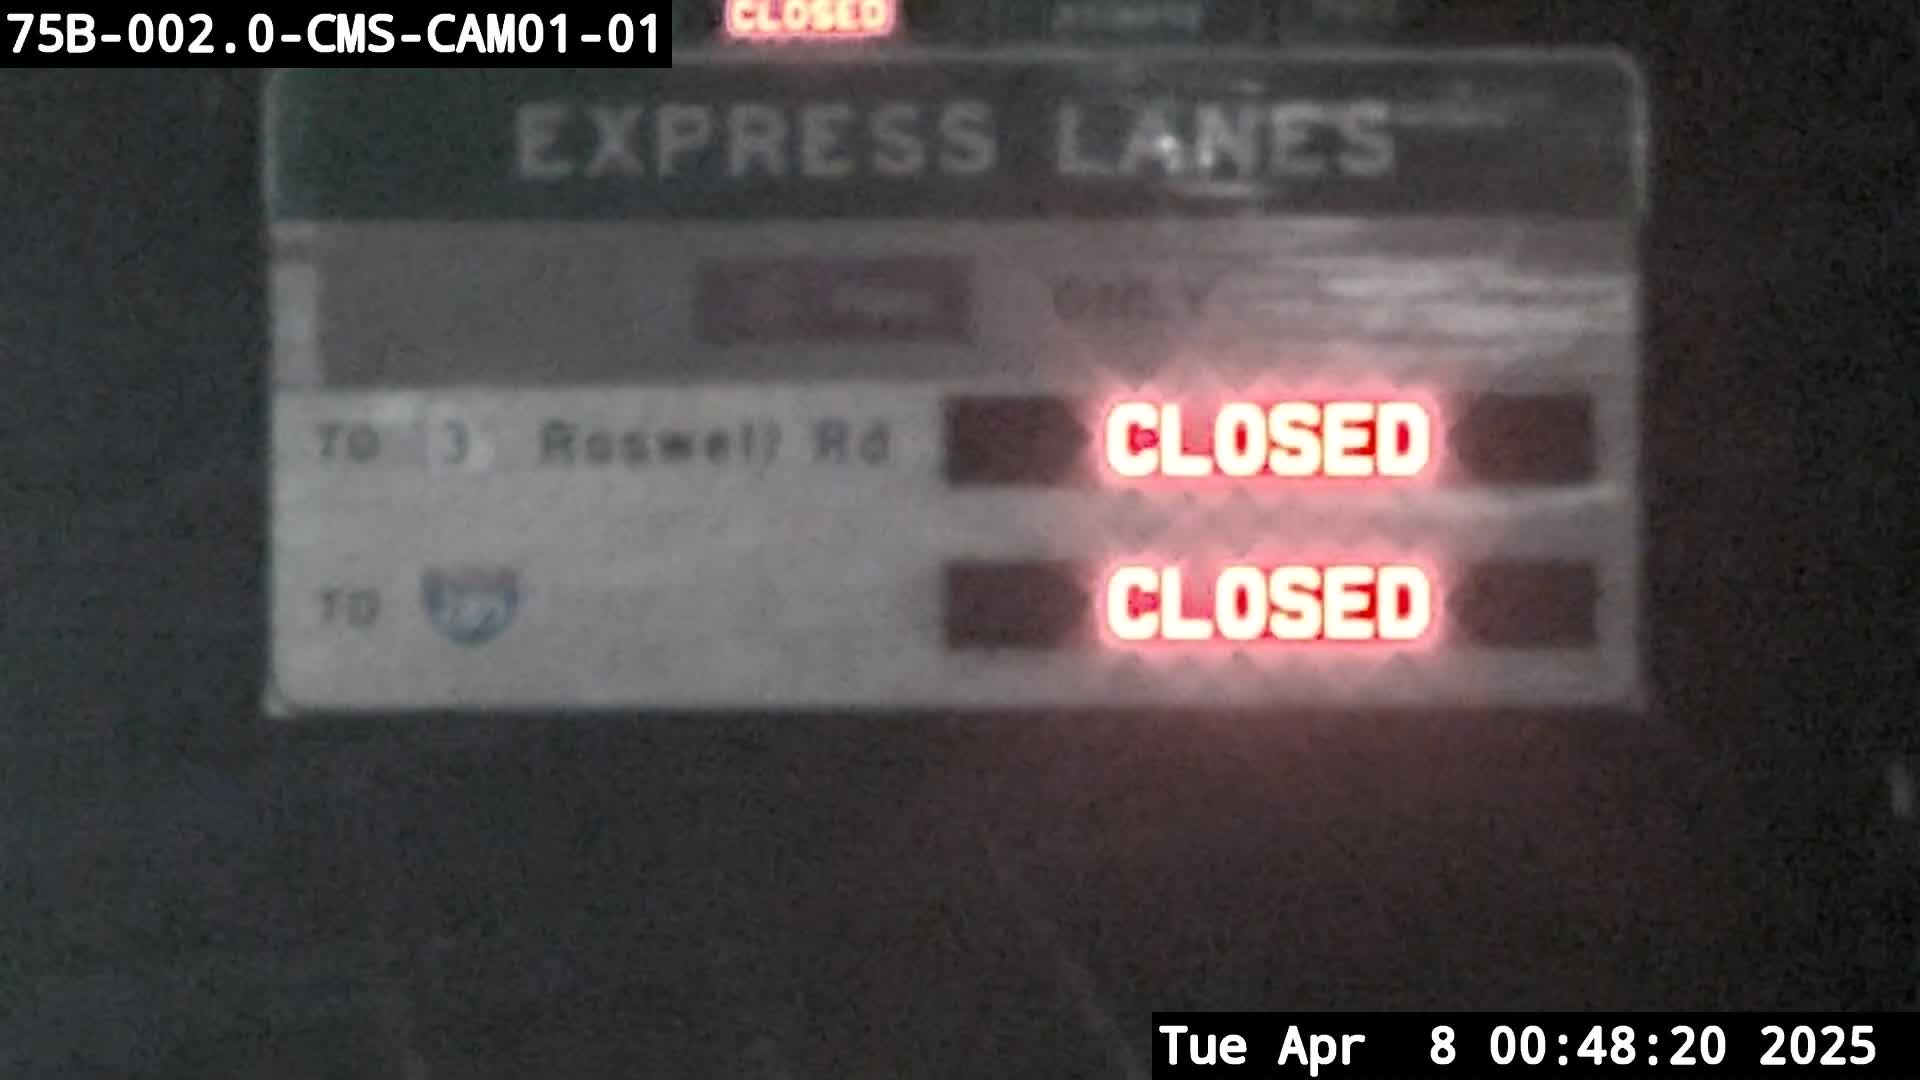 75B-002.0-CMS-CAM01-01
CLOSED
EXPRESS LANES
ONLY
TO 3 Roswell Rd CLOSED
TO CLOSED
Tue Apr 8 00:48:20 2025